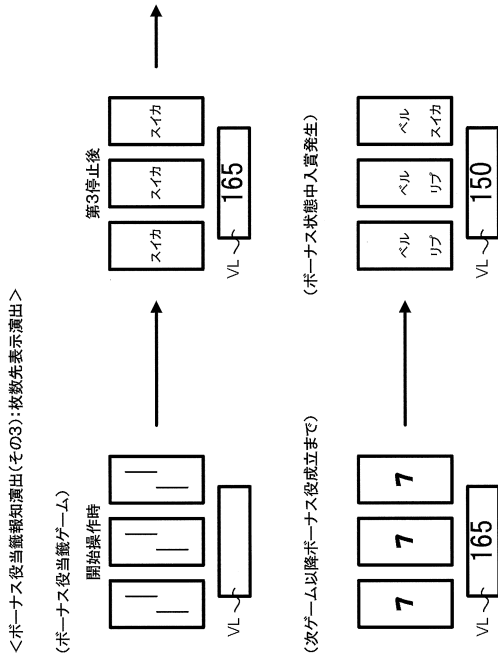 <ボーナス役当籤報知演出(その3):枚数先表示演出>
(ボーナス役当籤ゲーム)
開始操作時
VL
第3停止後
スイカ スイカ スイカ
VL 165
(次ゲーム以降ボーナス役成立まで)
7 7 7
VL 165
(ボーナス状態中入賞発生)
ベル ベル ベル
リプ リプ スイカ
VL 150